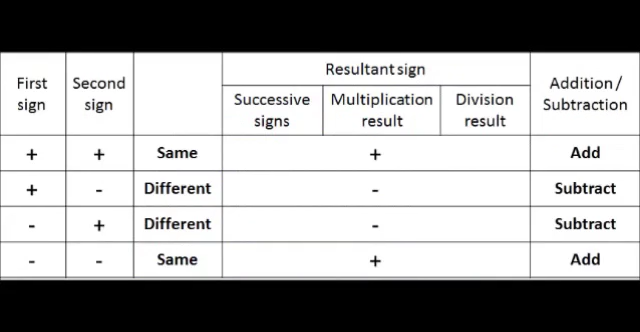 First sign Second sign Resultant sign Addition / Subtraction
Successive signs Multiplication result Division result
+ + Same + Add
+ - Different - Subtract
- + Different - Subtract
- - Same + Add